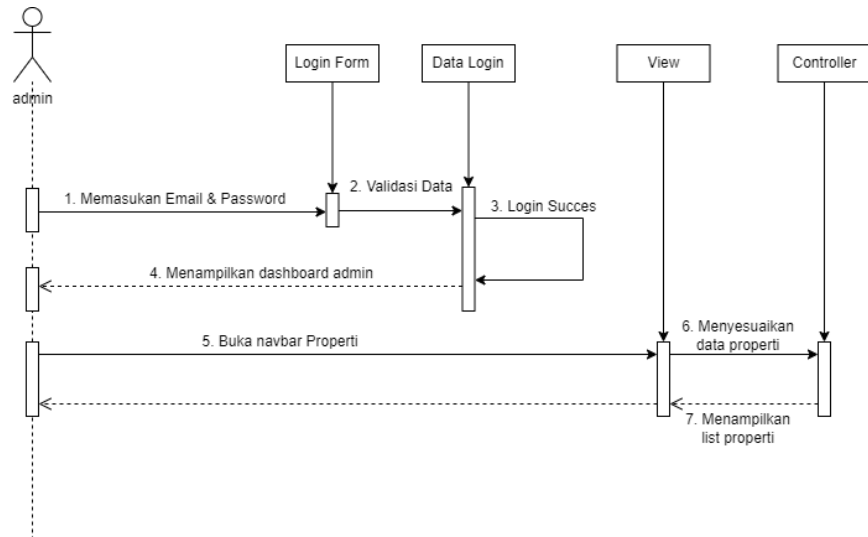 Login Form
Data Login
View
Controller
admin
1. Memasukan Email & Password
2. Validasi Data
3. Login Succes
4. Menampilkan dashboard admin
5. Buka navbar Properti
6. Menyesuaikan
data properti
7. Menampilkan
list properti